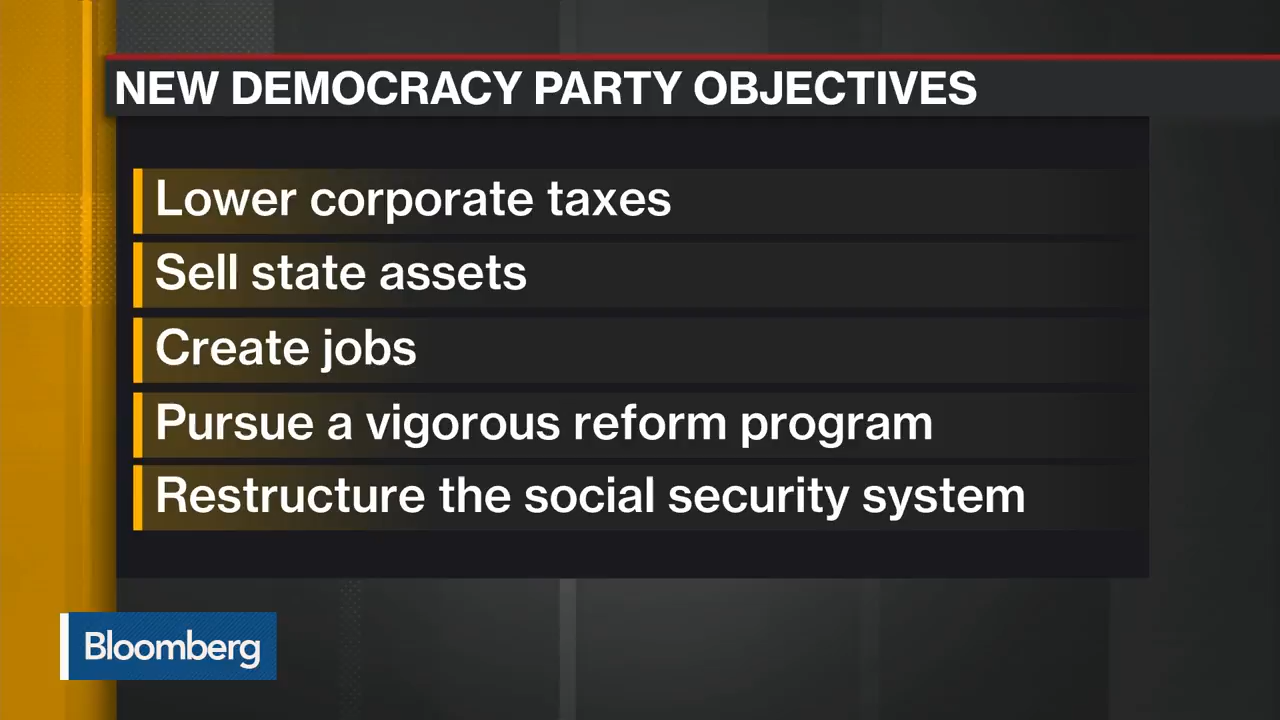 NEW DEMOCRACY PARTY OBJECTIVES
Lower corporate taxes
Sell state assets
Create jobs
Pursue a vigorous reform program
Restructure the social security system
Bloomberg